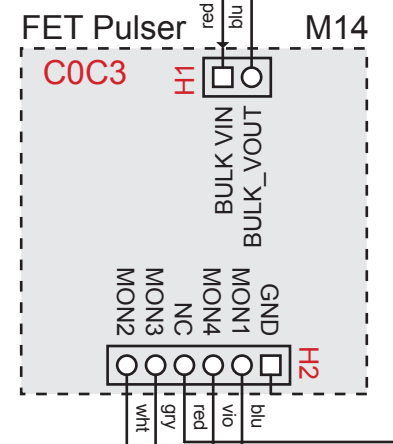 red
blu
FET Pulser
M14
C0C3
H1
BULK VIN
BULK_VOUT
MON2
MON3
NC
MON4
MON1
GND
H2
wht
gry
red
vio
blu